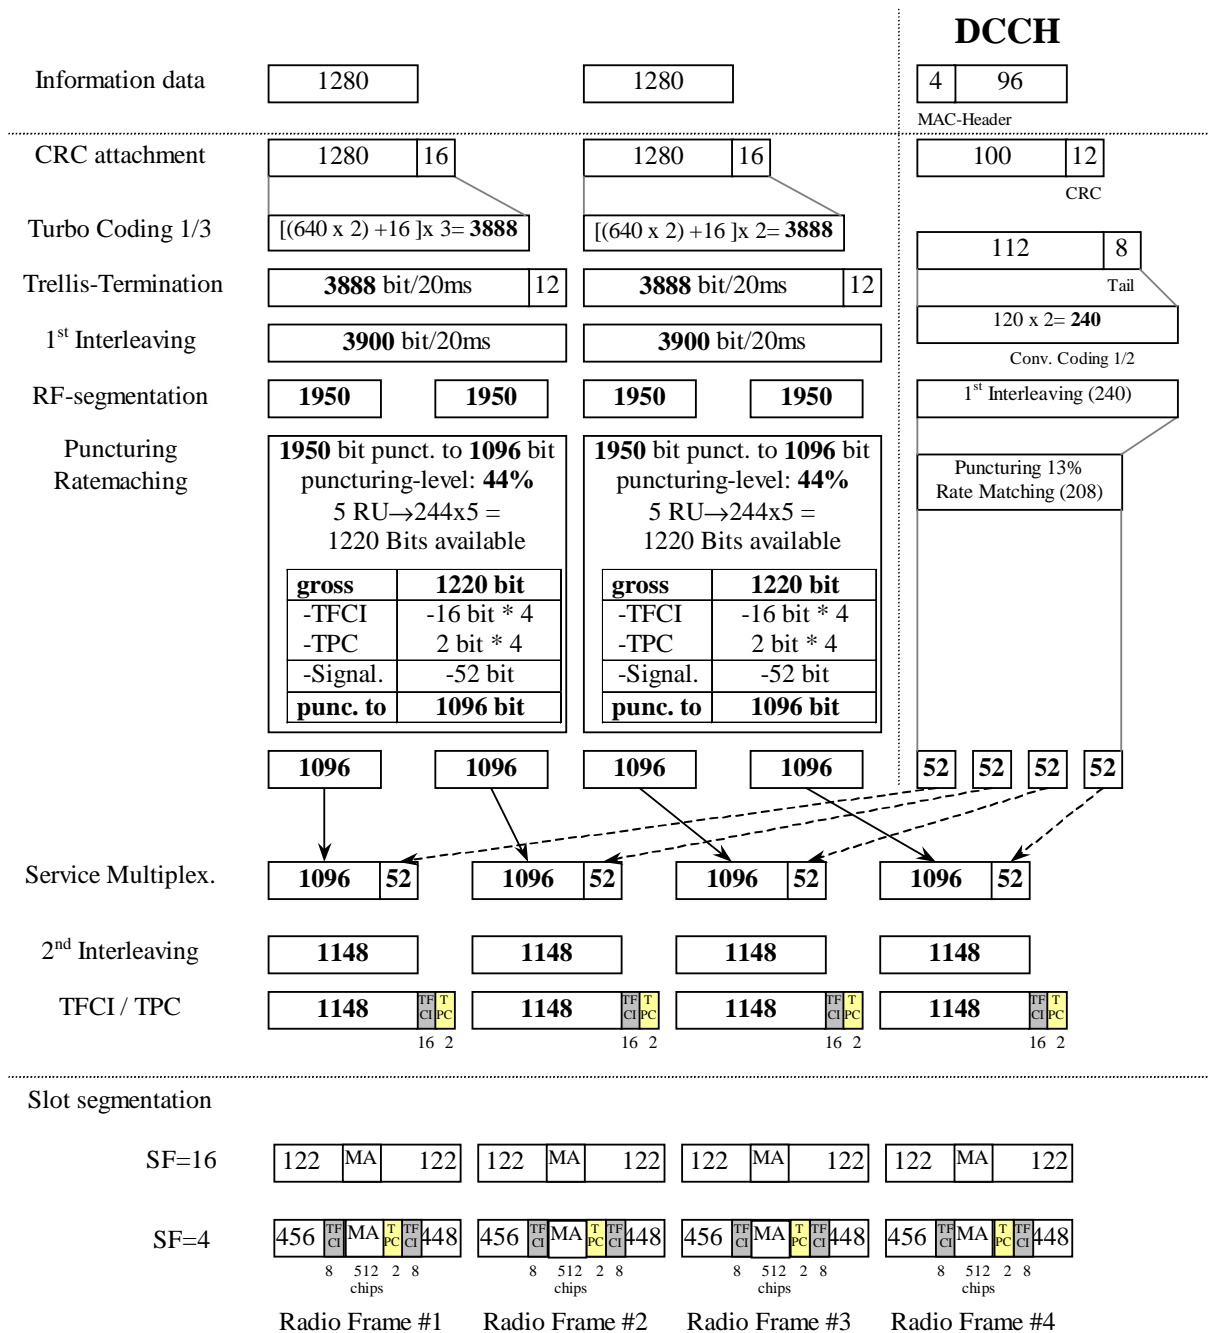 DCCH
Information data 1280 1280 4 96
MAC-Header
CRC attachment 1280 16 1280 16 100 12
CRC
Turbo Coding 1/3 [(640 x 2) +16 ]x 3= 3888 [(640 x 2) +16 ]x 2= 3888
112 8
Trellis-Termination 3888 bit/20ms 12 3888 bit/20ms 12
Tail
120 x 2= 240
1st Interleaving 3900 bit/20ms 3900 bit/20ms
Conv. Coding 1/2
RF-segmentation 1950 1950 1950 1950 1st Interleaving (240)
Puncturing
Ratemaching
1950 bit punct. to 1096 bit
puncturing-level: 44%
5 RU→244x5 =
1220 Bits available
gross 1220 bit
-TFCI -16 bit * 4
-TPC 2 bit * 4
-Signal. -52 bit
punc. to 1096 bit
1950 bit punct. to 1096 bit
puncturing-level: 44%
5 RU→244x5 =
1220 Bits available
gross 1220 bit
-TFCI -16 bit * 4
-TPC 2 bit * 4
-Signal. -52 bit
punc. to 1096 bit
Puncturing 13%
Rate Matching (208)
1096 1096 1096 1096 52 52 52 52
Service Multiplex. 1096 52 1096 52 1096 52 1096 52
2nd Interleaving 1148 1148 1148 1148
TFCI / TPC 1148 TF CI T PC 1148 TF CI T PC 1148 TF CI T PC 1148 TF CI T PC
16 2 16 2 16 2 16 2
Slot segmentation
SF=16 122 MA 122 122 MA 122 122 MA 122 122 MA 122
SF=4 456 TF CI MA T PC TF CI 448 456 TF CI MA T PC TF CI 448 456 TF CI MA T PC TF CI 448 456 TF CI MA T PC TF CI 448
8 512 2 8 8 512 2 8 8 512 2 8 8 512 2 8
chips chips chips chips
Radio Frame #1 Radio Frame #2 Radio Frame #3 Radio Frame #4